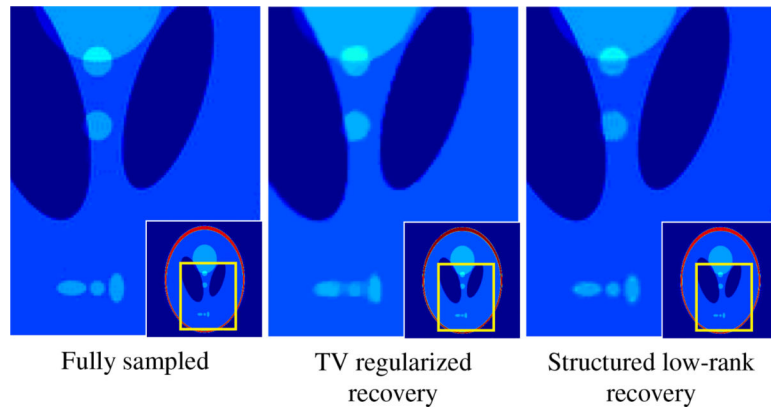 Fully sampled
TV regularized
recovery
Structured low-rank
recovery